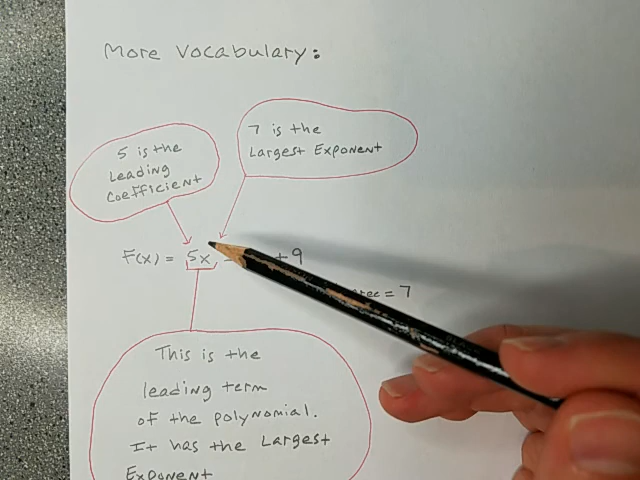 More Vocabulary:
7 is the
Largest Exponent
5 is the
Leading
Coefficient
F(x) = 5x + 9
= 7
This is the
leading term
of the polynomial.
It has the Largest
Exponent